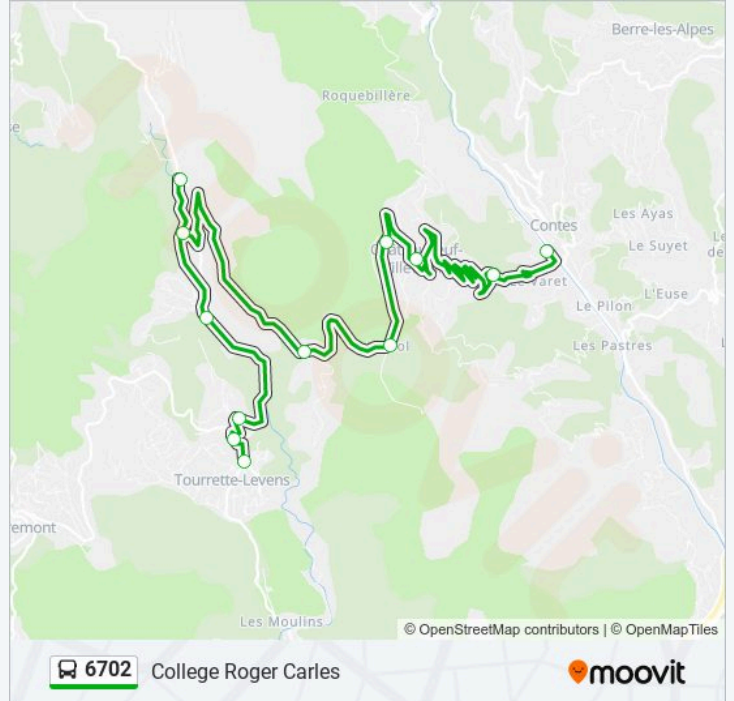 Berre-les-Alpes
Roquebillère
Contes
Les Ayas
Le Suyet
L'Euse
Le Pilon
Les Pastres
Tourrette-Levens
Les Moulins
© OpenStreetMap contributors | © OpenMapTiles
6702 College Roger Carles
moovit